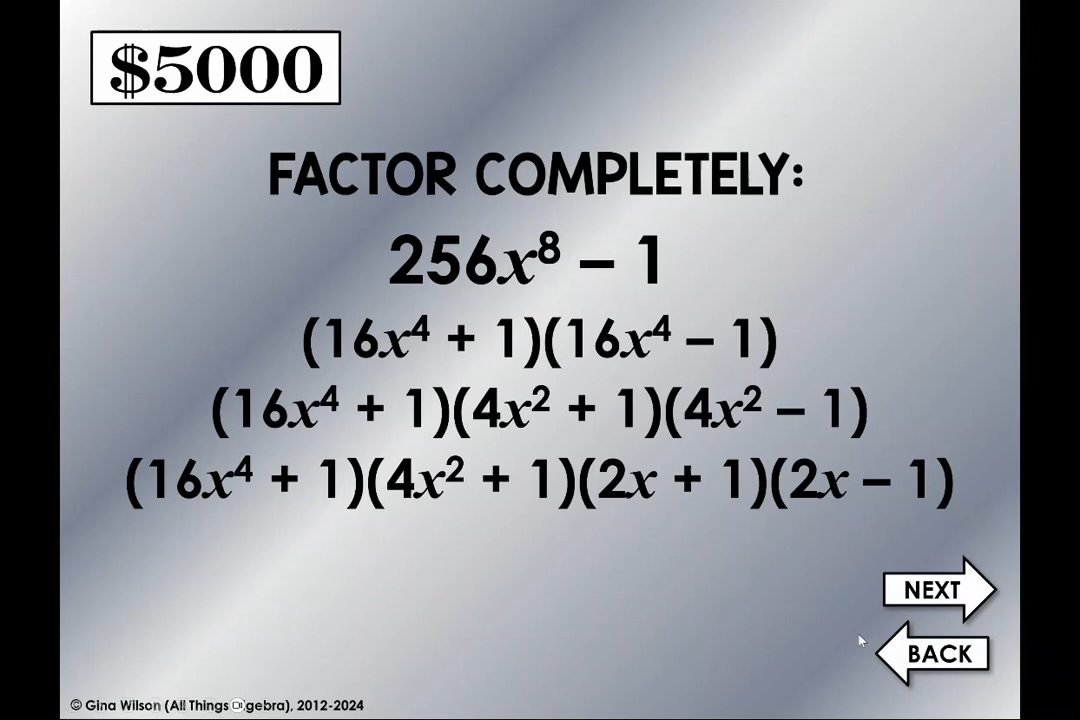 $5000
FACTOR COMPLETELY:
256x⁸ – 1
(16x⁴ + 1)(16x⁴ – 1)
(16x⁴ + 1)(4x² + 1)(4x² – 1)
(16x⁴ + 1)(4x² + 1)(2x + 1)(2x – 1)
NEXT
BACK
© Gina Wilson (All Things Algebra), 2012-2024